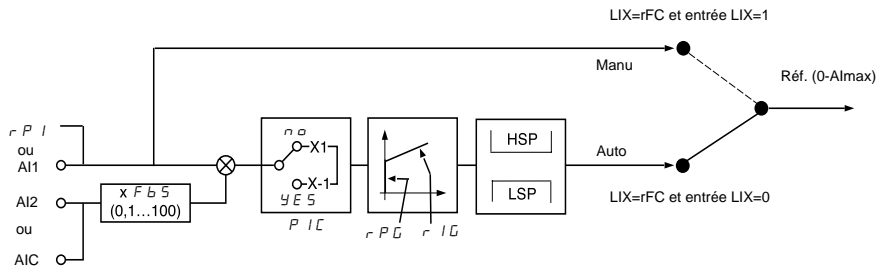 LIX=rFC et entrée LIX=1
Manu
Réf. (0-AImax)
rPI
ou
AI1
no
X1
X-1
YES
PIC
rPG
rIG
HSP
LSP
Auto
AI2
x FbS
(0,1...100)
LIX=rFC et entrée LIX=0
ou
AIC